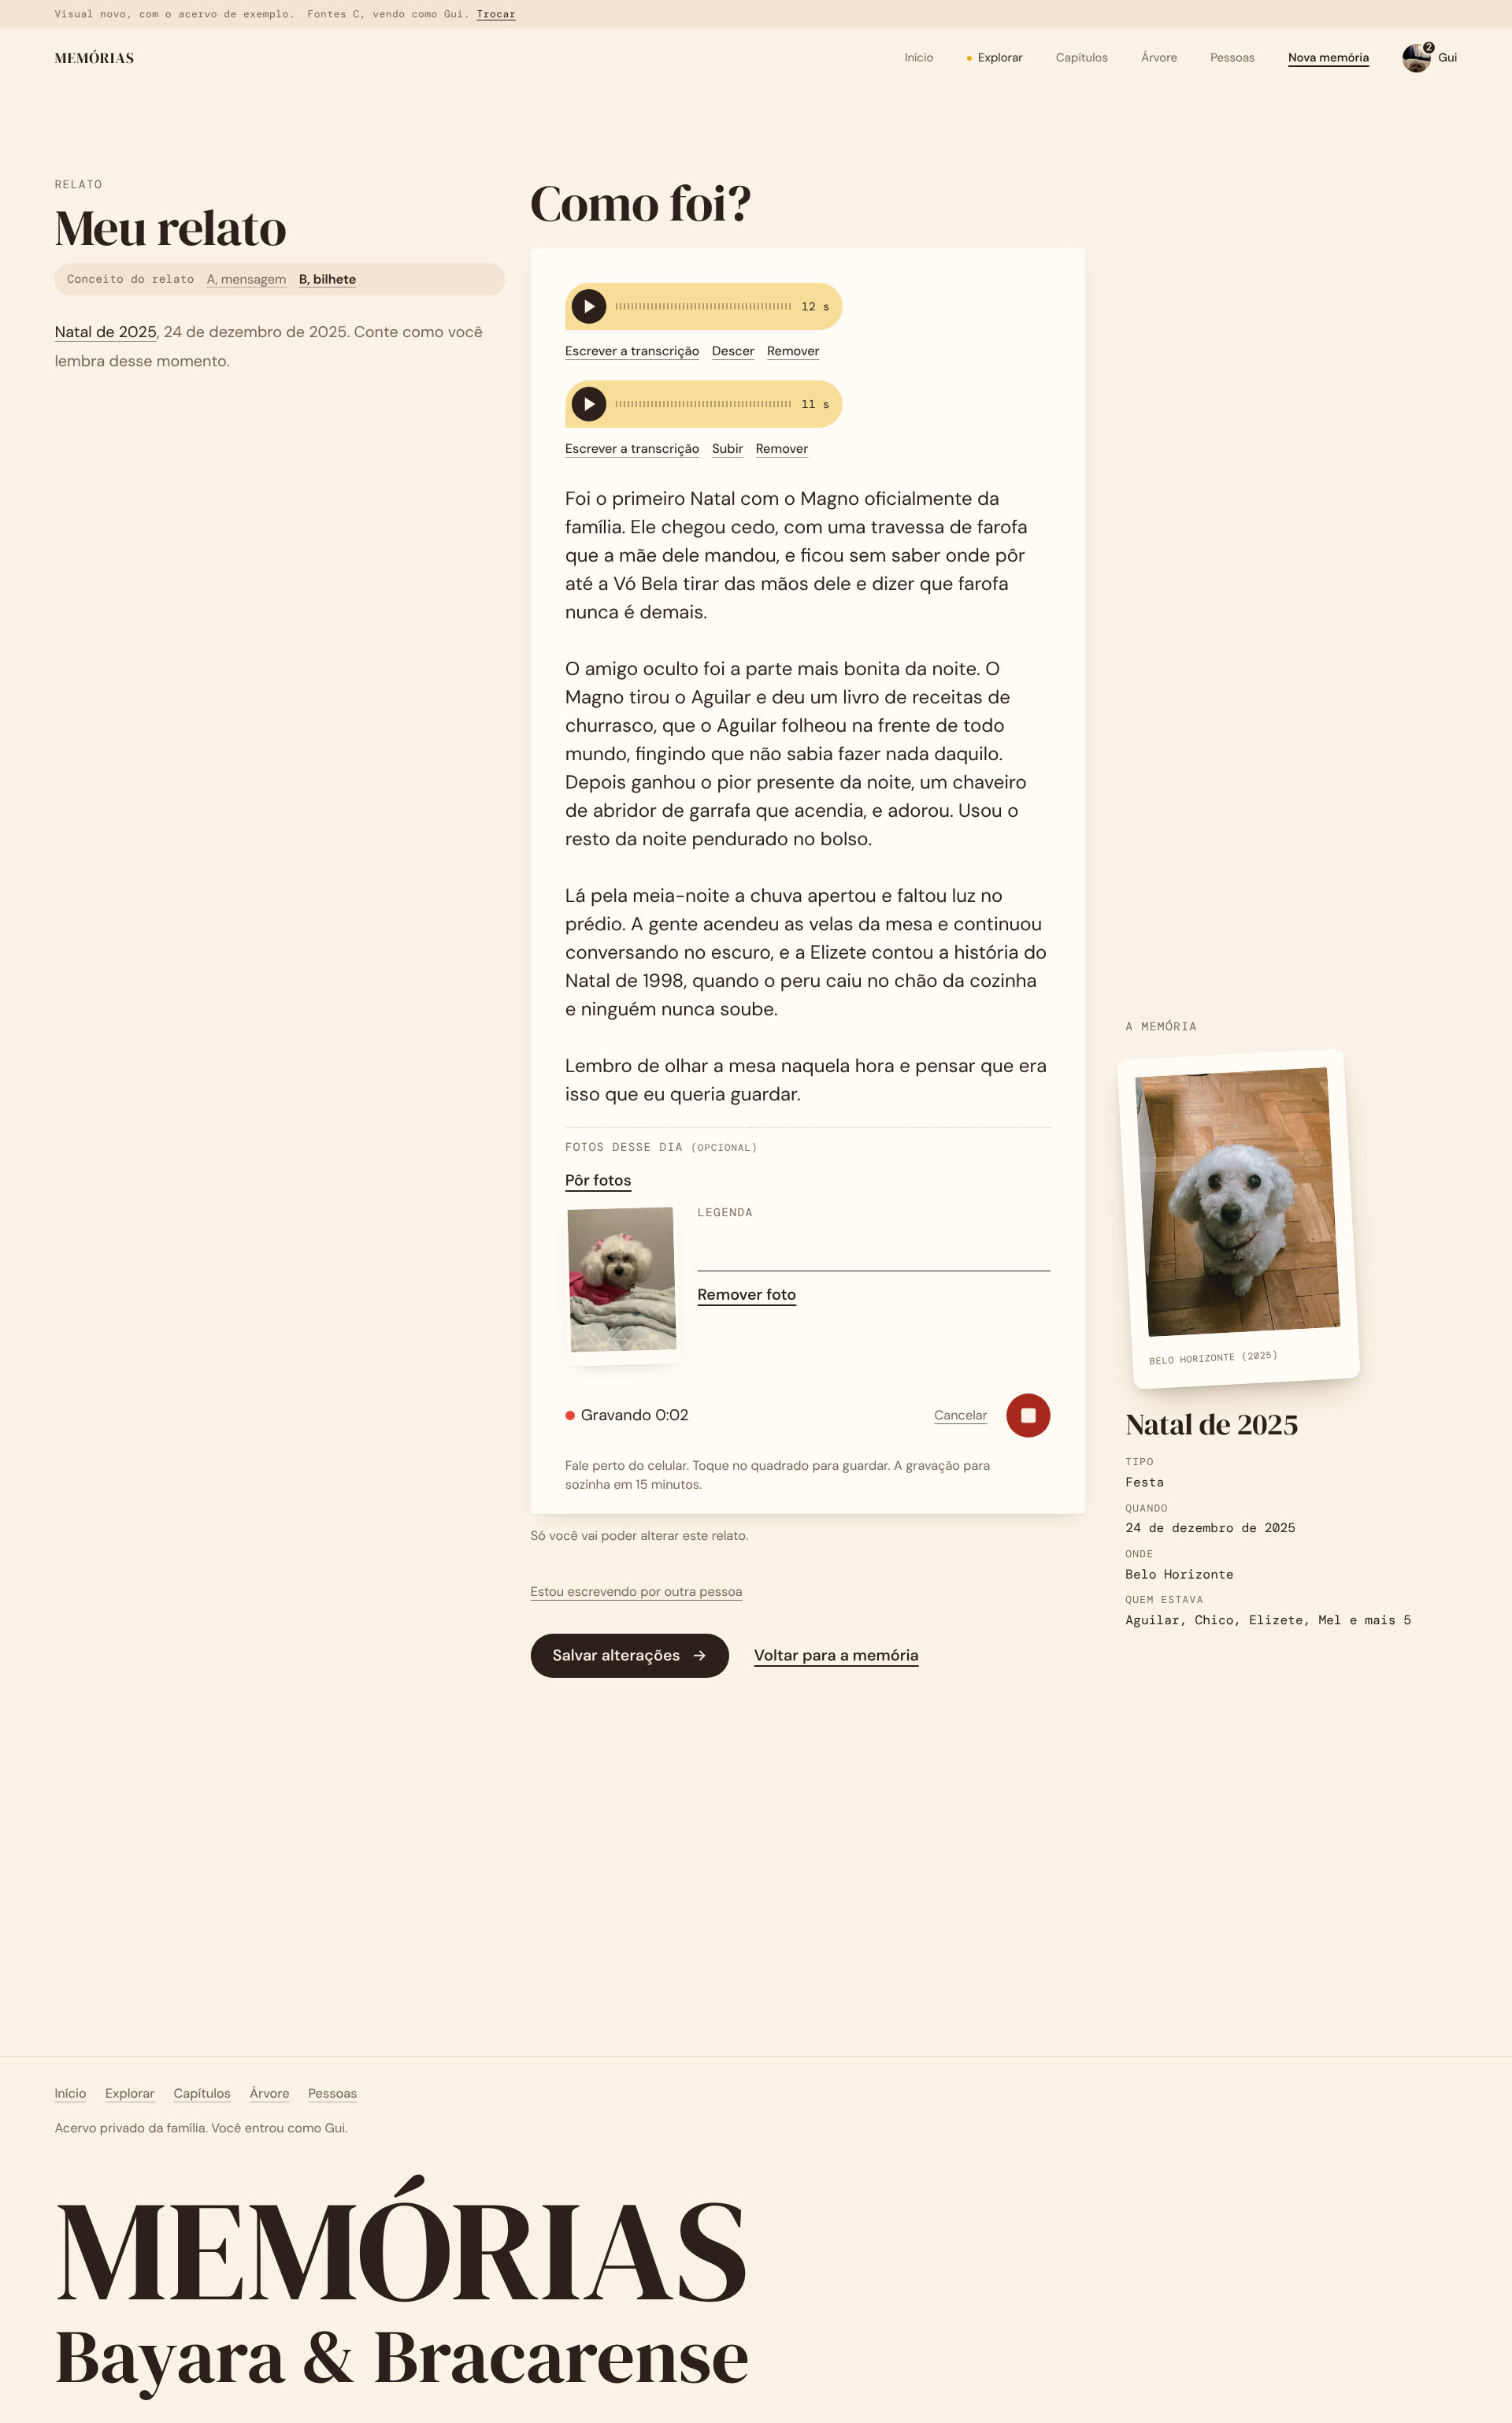 Visual novo, com o acervo de exemplo. Fontes C, vendo como Gui. Trocar
MEMÓRIAS
Início
Explorar
Capítulos
Árvore
Pessoas
Nova memória
2
Gui
RELATO
Meu relato
Conceito do relato A, mensagem B, bilhete
Natal de 2025, 24 de dezembro de 2025. Conte como você
lembra desse momento.
Como foi?
12 s
Escrever a transcrição Descer Remover
11 s
Escrever a transcrição Subir Remover
Foi o primeiro Natal com o Magno oficialmente da
família. Ele chegou cedo, com uma travessa de farofa
que a mãe dele mandou, e ficou sem saber onde pôr
até a Vó Bela tirar das mãos dele e dizer que farofa
nunca é demais.
O amigo oculto foi a parte mais bonita da noite. O
Magno tirou o Aguilar e deu um livro de receitas de
churrasco, que o Aguilar folheou na frente de todo
mundo, fingindo que não sabia fazer nada daquilo.
Depois ganhou o pior presente da noite, um chaveiro
de abridor de garrafa que acendia, e adorou. Usou o
resto da noite pendurado no bolso.
Lá pela meia-noite a chuva apertou e faltou luz no
prédio. A gente acendeu as velas da mesa e continuou
conversando no escuro, e a Elizete contou a história do
Natal de 1998, quando o peru caiu no chão da cozinha
e ninguém nunca soube.
Lembro de olhar a mesa naquela hora e pensar que era
isso que eu queria guardar.
FOTOS DESSE DIA (OPCIONAL)
Pôr fotos
LEGENDA
Remover foto
Gravando 0:02
Cancelar
Fale perto do celular. Toque no quadrado para guardar. A gravação para
sozinha em 15 minutos.
Só você vai poder alterar este relato.
Estou escrevendo por outra pessoa
Salvar alterações →
Voltar para a memória
A MEMÓRIA
BELO HORIZONTE (2025)
Natal de 2025
TIPO
Festa
QUANDO
24 de dezembro de 2025
ONDE
Belo Horizonte
QUEM ESTAVA
Aguilar, Chico, Elizete, Mel e mais 5
Início Explorar Capítulos Árvore Pessoas
Acervo privado da família. Você entrou como Gui.
MEMÓRIAS
Bayara & Bracarense